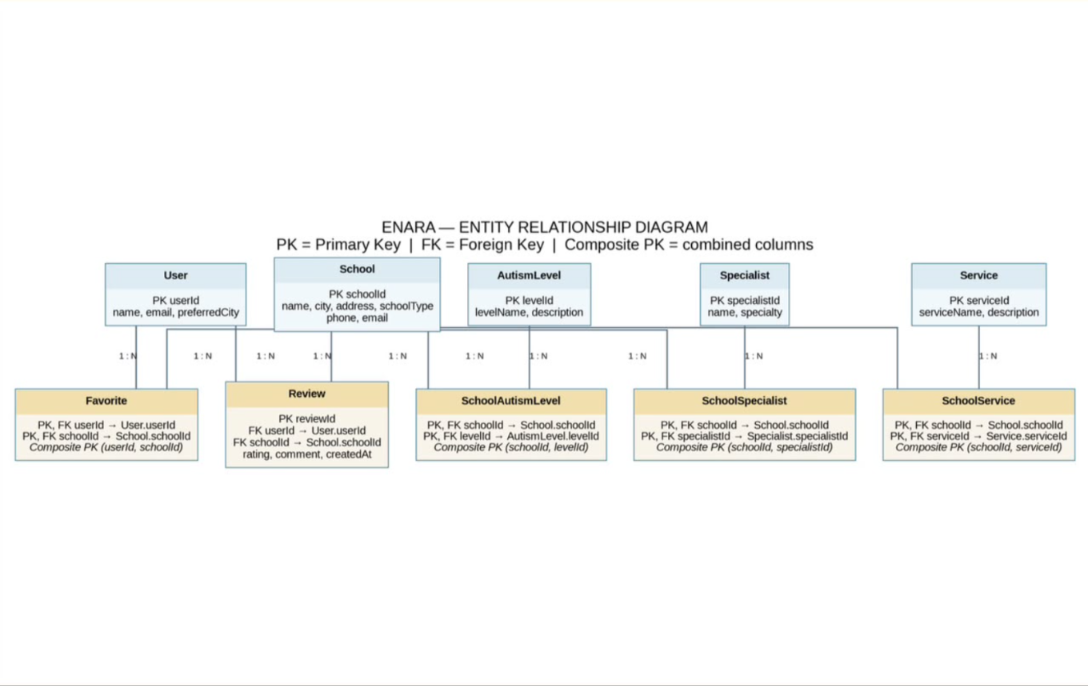 ENARA — ENTITY RELATIONSHIP DIAGRAM
PK = Primary Key | FK = Foreign Key | Composite PK = combined columns
User
PK userId
name, email, preferredCity
School
PK schoolId
name, city, address, schoolType
phone, email
AutismLevel
PK levelId
levelName, description
Specialist
PK specialistId
name, specialty
Service
PK serviceId
serviceName, description
1 : N
1 : N
1 : N
1 : N
1 : N
1 : N
1 : N
1 : N
1 : N
1 : N
Favorite
PK, FK userId → User.userId
PK, FK schoolId → School.schoolId
Composite PK (userId, schoolId)
Review
PK reviewId
FK userId → User.userId
FK schoolId → School.schoolId
rating, comment, createdAt
SchoolAutismLevel
PK, FK schoolId → School.schoolId
PK, FK levelId → AutismLevel.levelId
Composite PK (schoolId, levelId)
SchoolSpecialist
PK, FK schoolId → School.schoolId
PK, FK specialistId → Specialist.specialistId
Composite PK (schoolId, specialistId)
SchoolService
PK, FK schoolId → School.schoolId
PK, FK serviceId → Service.serviceId
Composite PK (schoolId, serviceId)